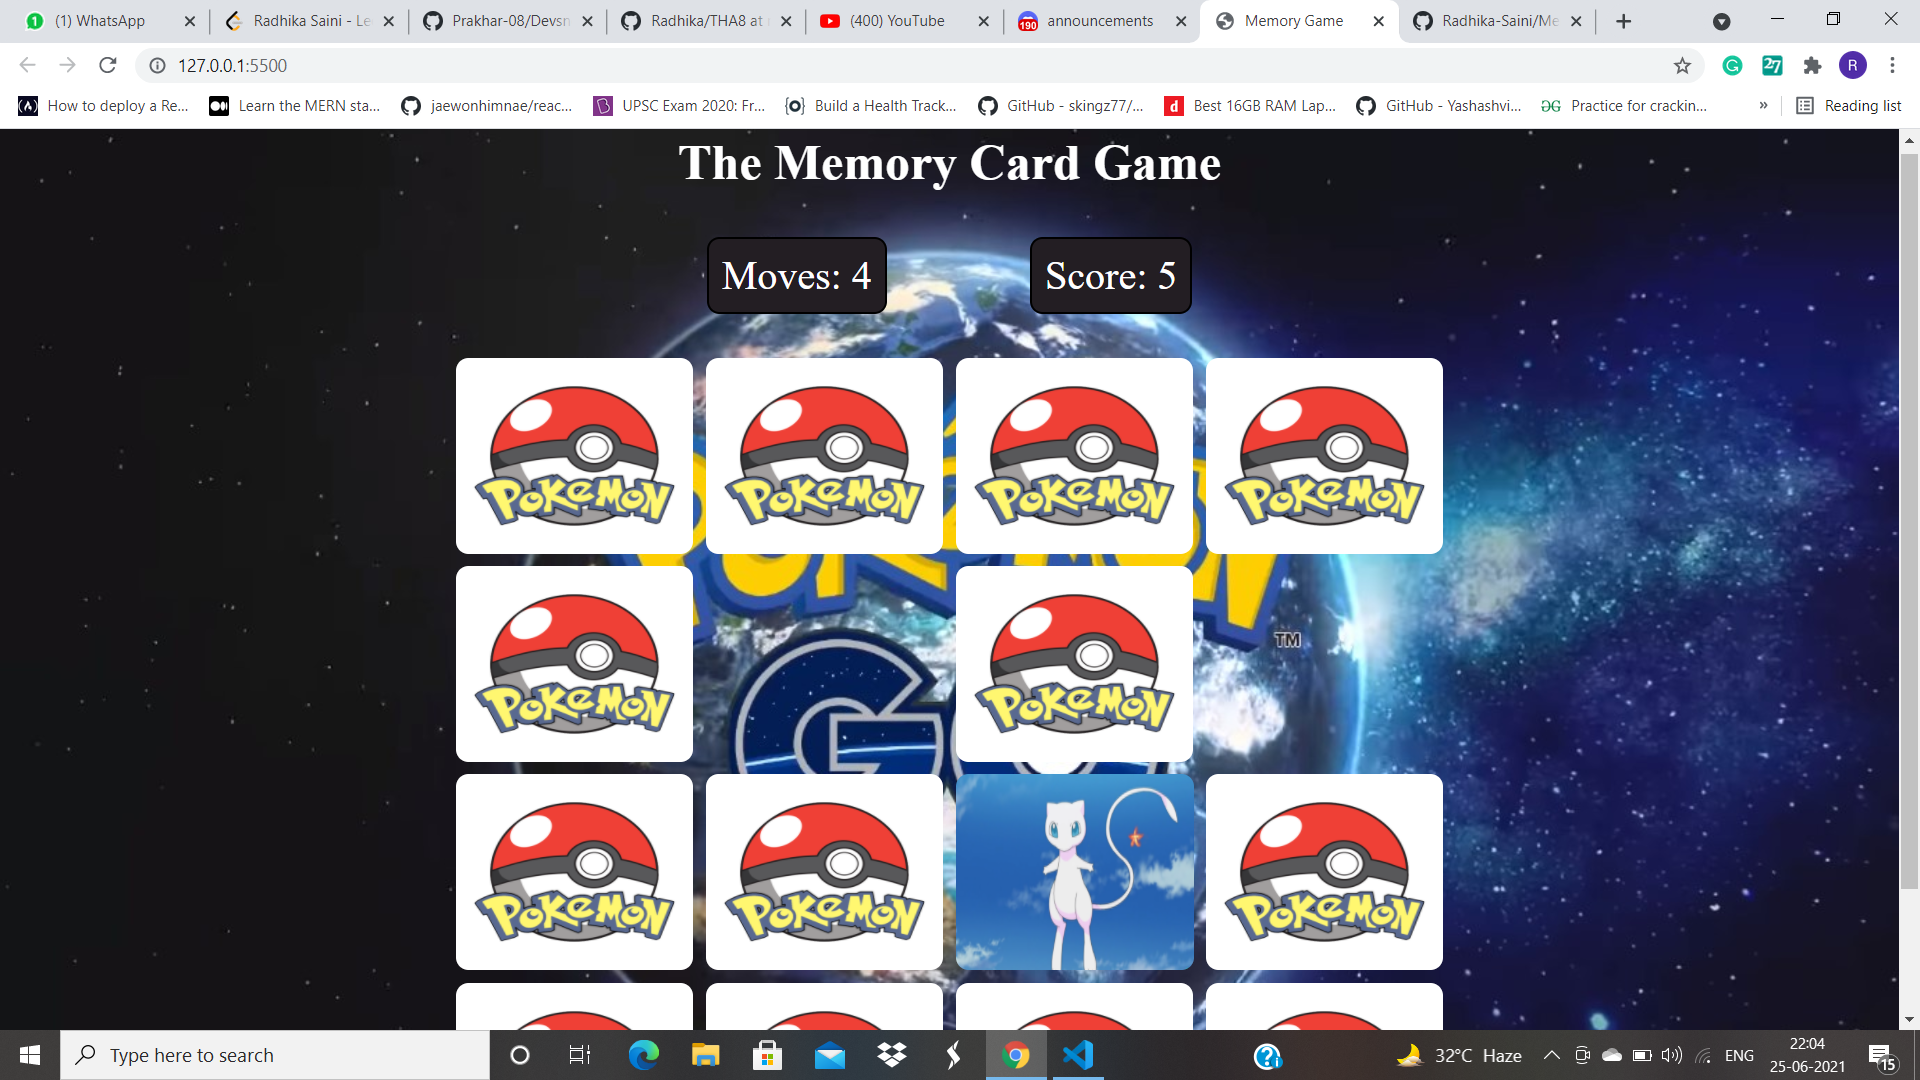 (1) WhatsApp
Radhika Saini - Le
Prakhar-08/Devsn
Radhika/THA8 at
(400) YouTube
190
announcements
Memory Game
Radhika-Saini/Me
127.0.0.1:5500
G
27
R
How to deploy a Re...
Learn the MERN sta...
jaewonhimnae/reac...
UPSC Exam 2020: Fr...
Build a Health Track...
GitHub - skingz77/...
d
Best 16GB RAM Lap...
GitHub - Yashashvi...
Practice for crackin...
»
Reading list
The Memory Card Game
Moves: 4
Score: 5
POKéMON
POKéMON
POKéMON
POKéMON
POKéMON
POKéMON
TM
GO
POKéMON
POKéMON
POKéMON
Type here to search
32°C Haze
ENG
22:04
25-06-2021
15